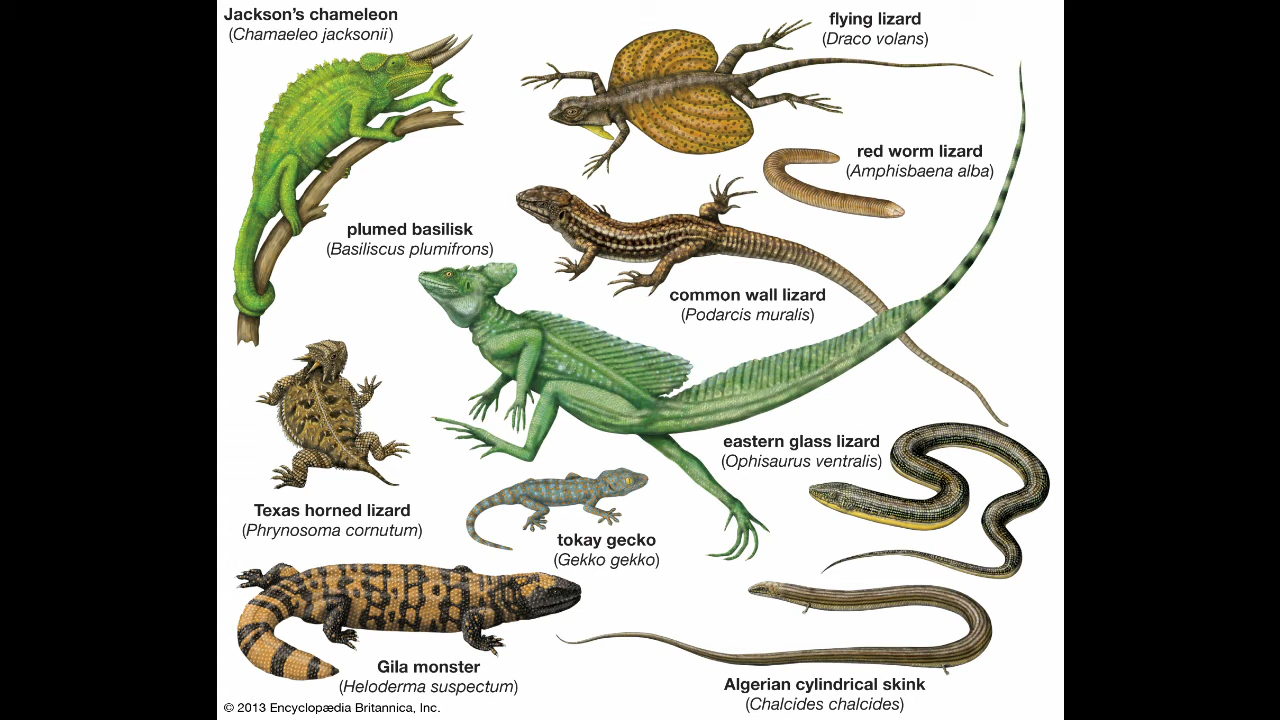 Jackson's chameleon
(Chamaeleo jacksonii)
flying lizard
(Draco volans)
red worm lizard
(Amphisbaena alba)
plumed basilisk
(Basiliscus plumifrons)
common wall lizard
(Podarcis muralis)
eastern glass lizard
(Ophisaurus ventralis)
Texas horned lizard
(Phrynosoma cornutum)
tokay gecko
(Gekko gekko)
Gila monster
(Heloderma suspectum)
Algerian cylindrical skink
(Chalcides chalcides)
© 2013 Encyclopædia Britannica, Inc.